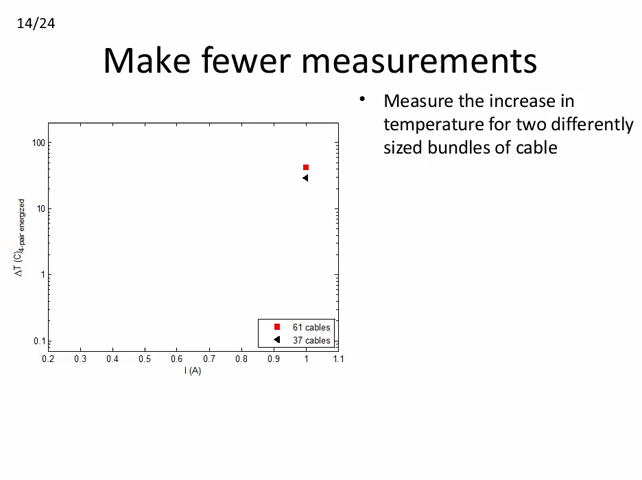 14/24
Make fewer measurements
• Measure the increase in
temperature for two differently
sized bundles of cable
100
10
1
0.1
ΔT (C)4-pair energized
61 cables
37 cables
0.2 0.3 0.4 0.5 0.6 0.7 0.8 0.9 1 1.1
I (A)